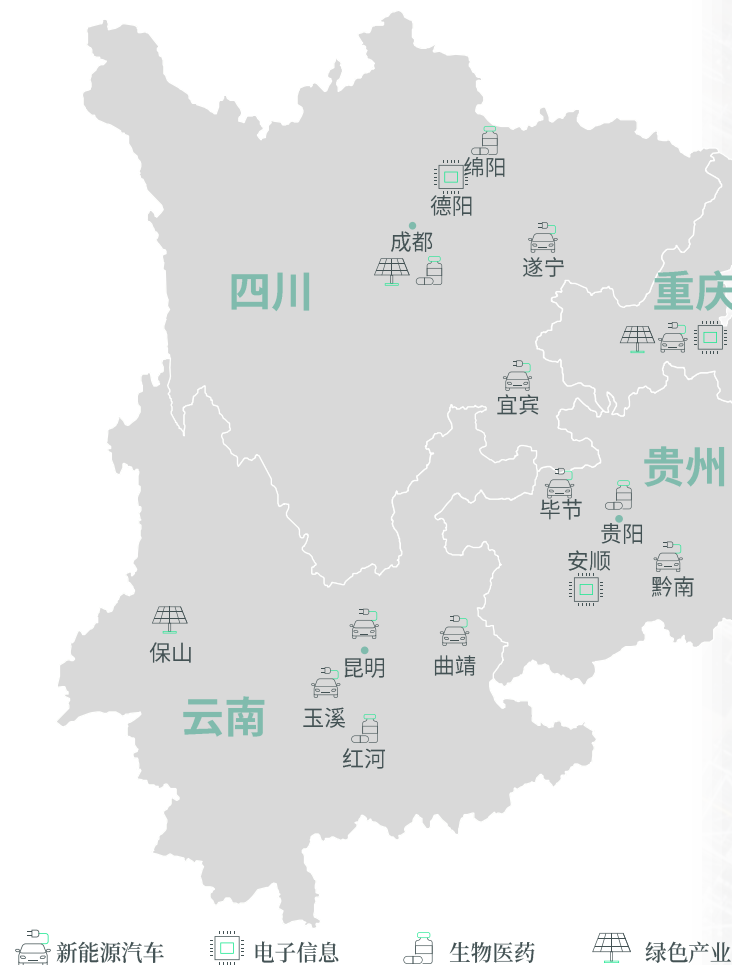 绵阳
德阳
成都
遂宁
四川
重庆
宜宾
贵州
毕节
贵阳
安顺
黔南
保山
昆明
曲靖
云南
玉溪
红河
新能源汽车
电子信息
生物医药
绿色产业